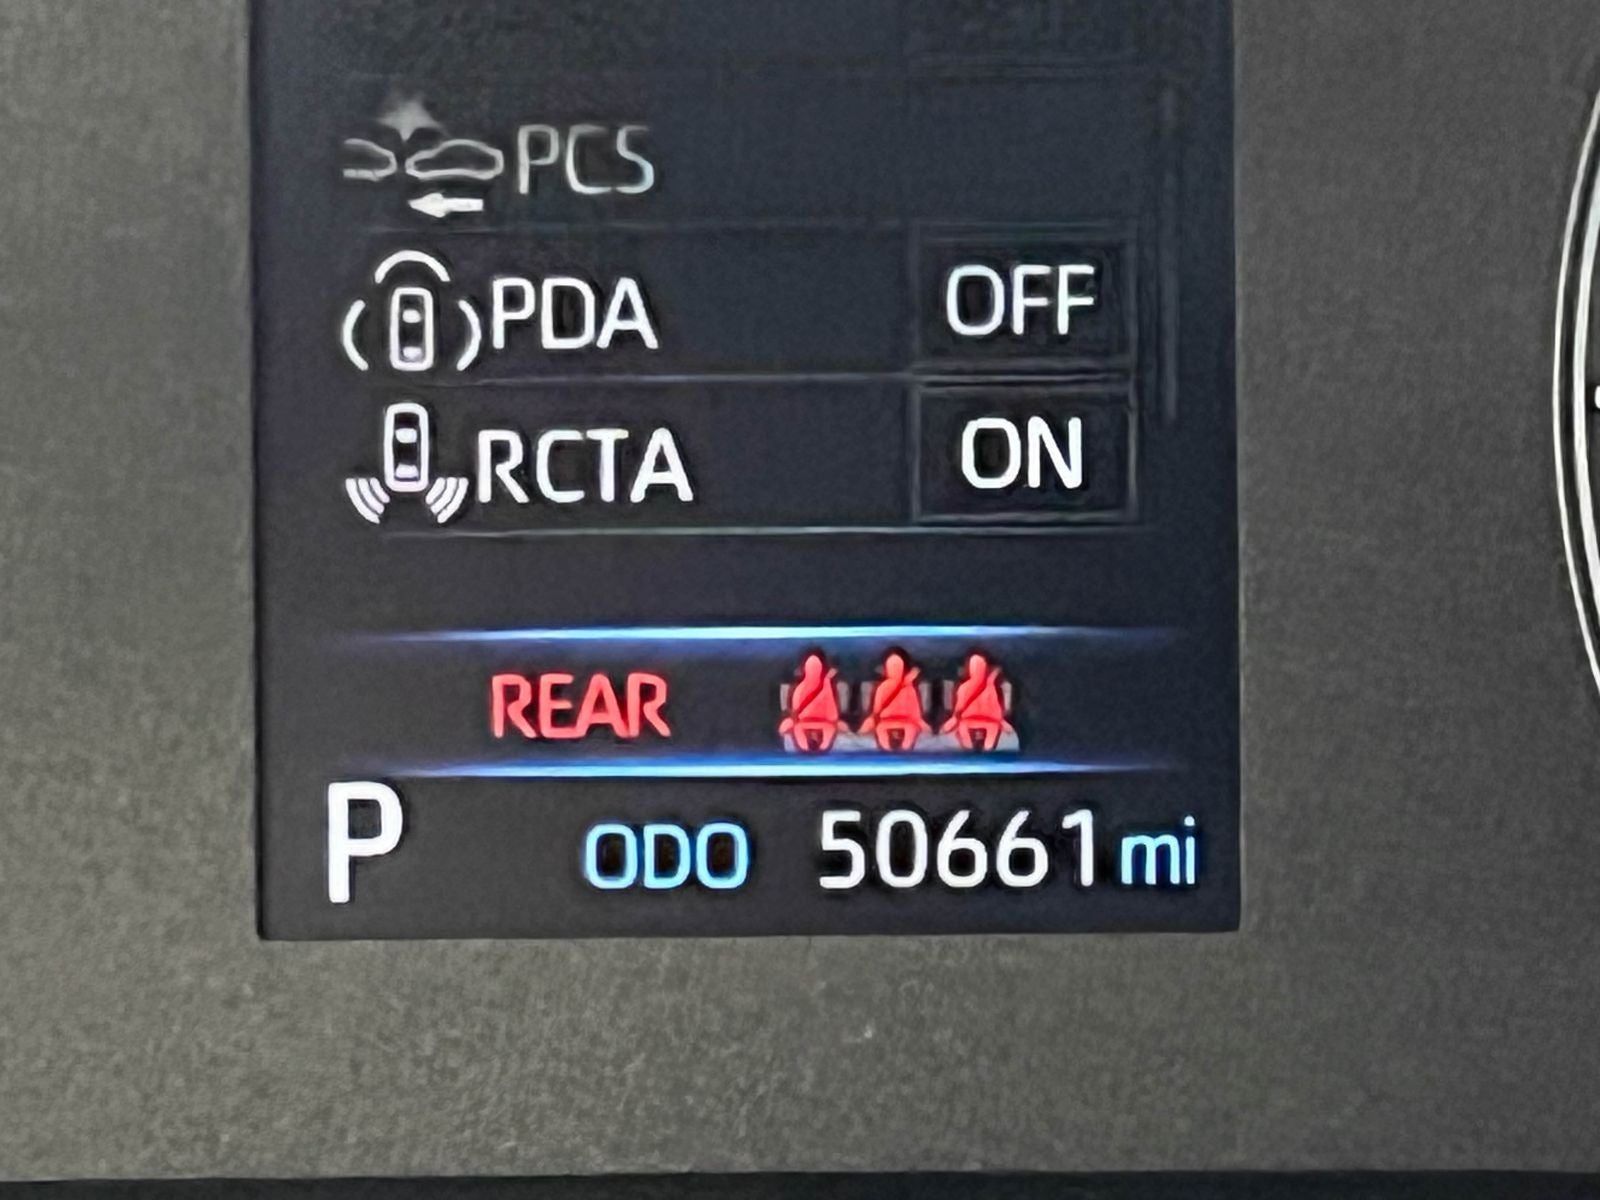 PCS
PDA OFF
RCTA ON
REAR
P ODO 50661 mi